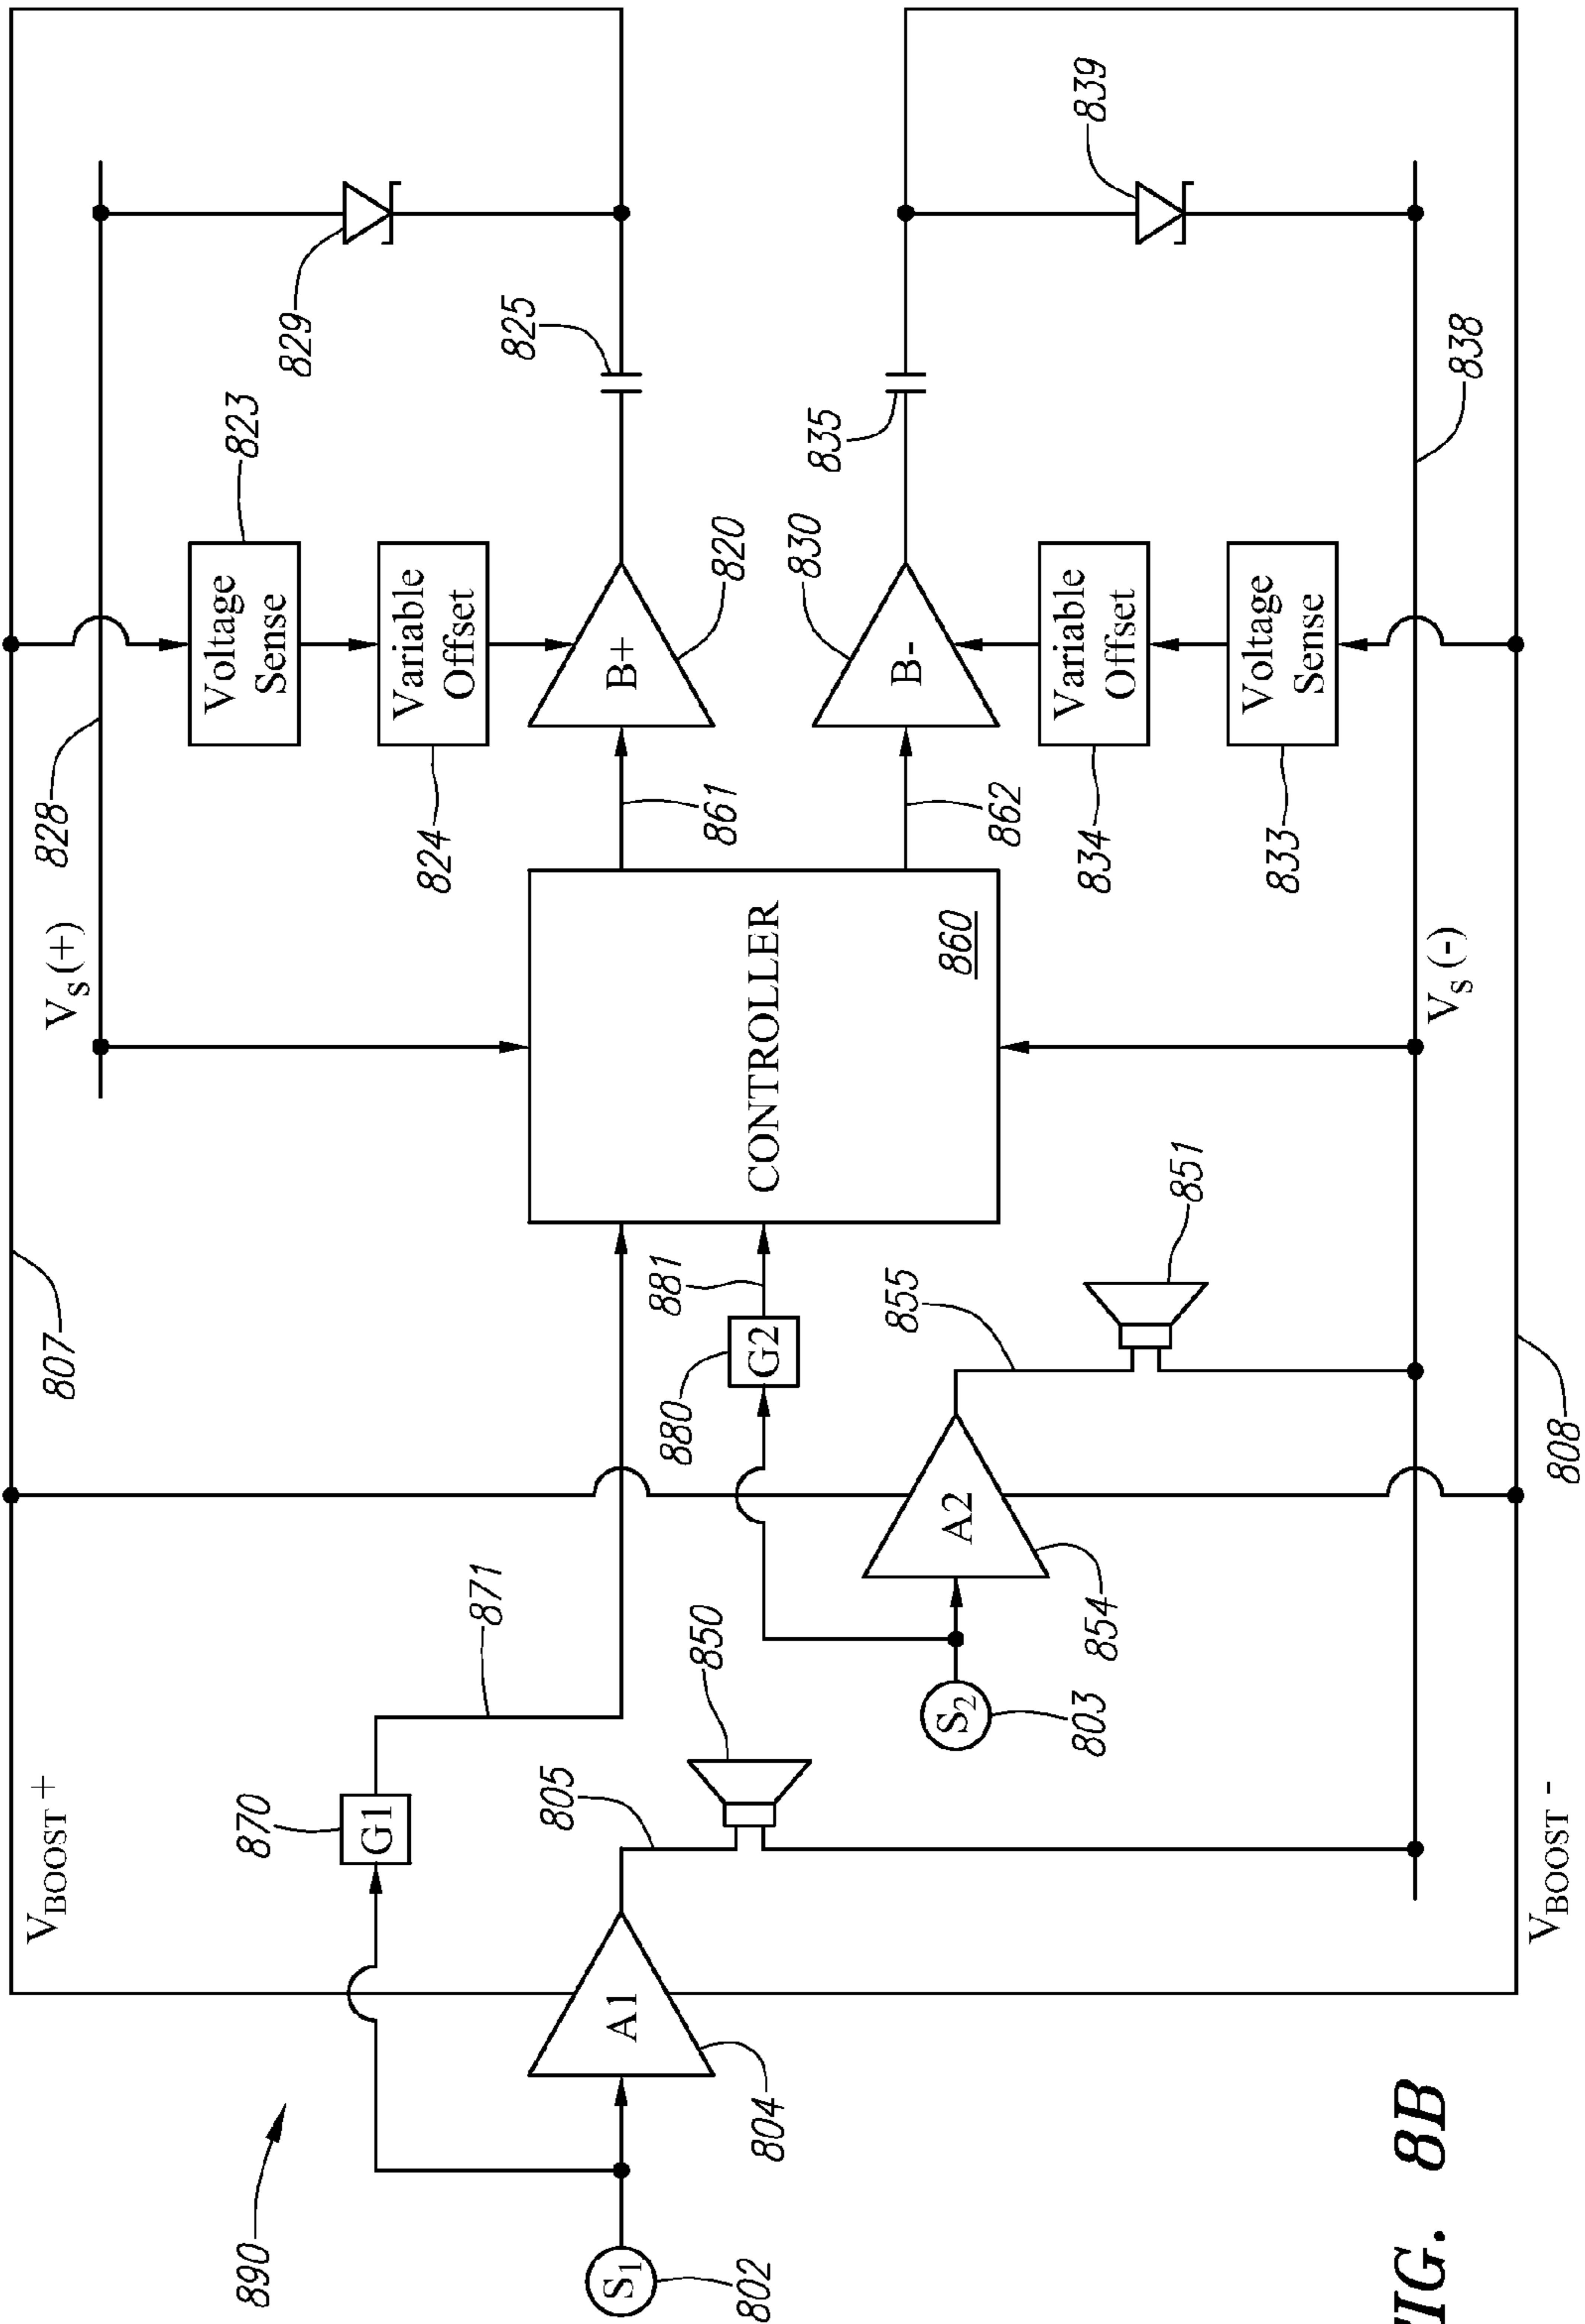 890
S1
802
A1
804
G1
870
871
805
850
VBOOST +
VBOOST -
S2
803
A2
854
855
851
G2
880
881
807
808
CONTROLLER
860
VS (+)
VS (-)
828
838
861
862
Voltage
Sense
823
Variable
Offset
824
B+
820
B-
830
Variable
Offset
834
Voltage
Sense
833
825
835
829
839
FIG. 8B